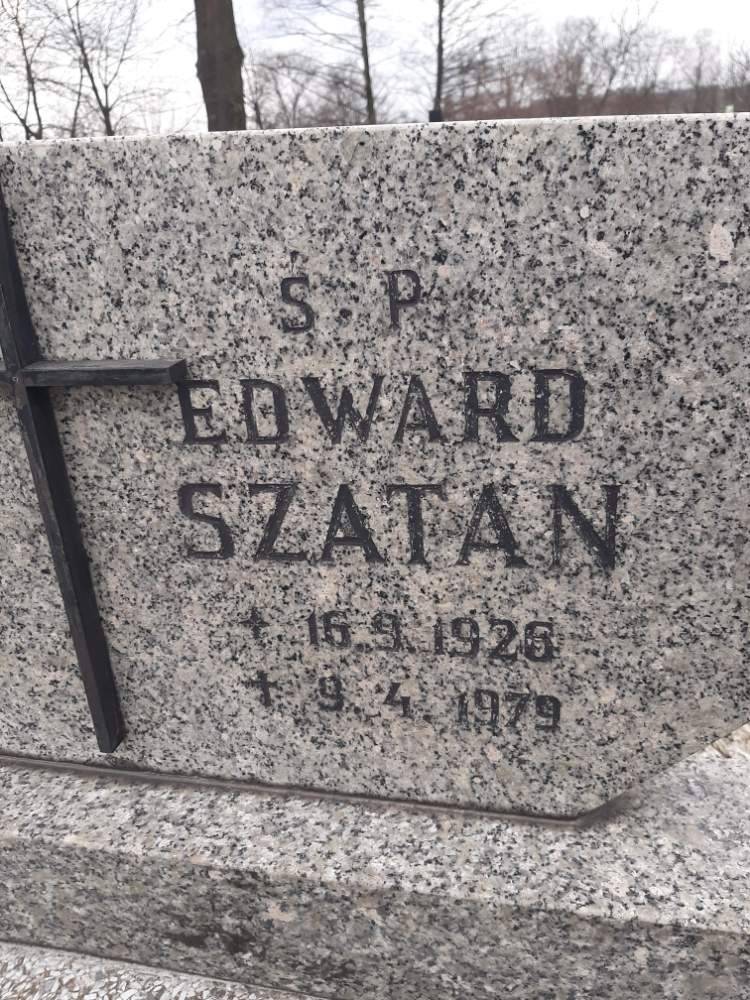 Ś. P
EDWARD
SZATAN
+ 16.9.1926
+ 9.4.1979